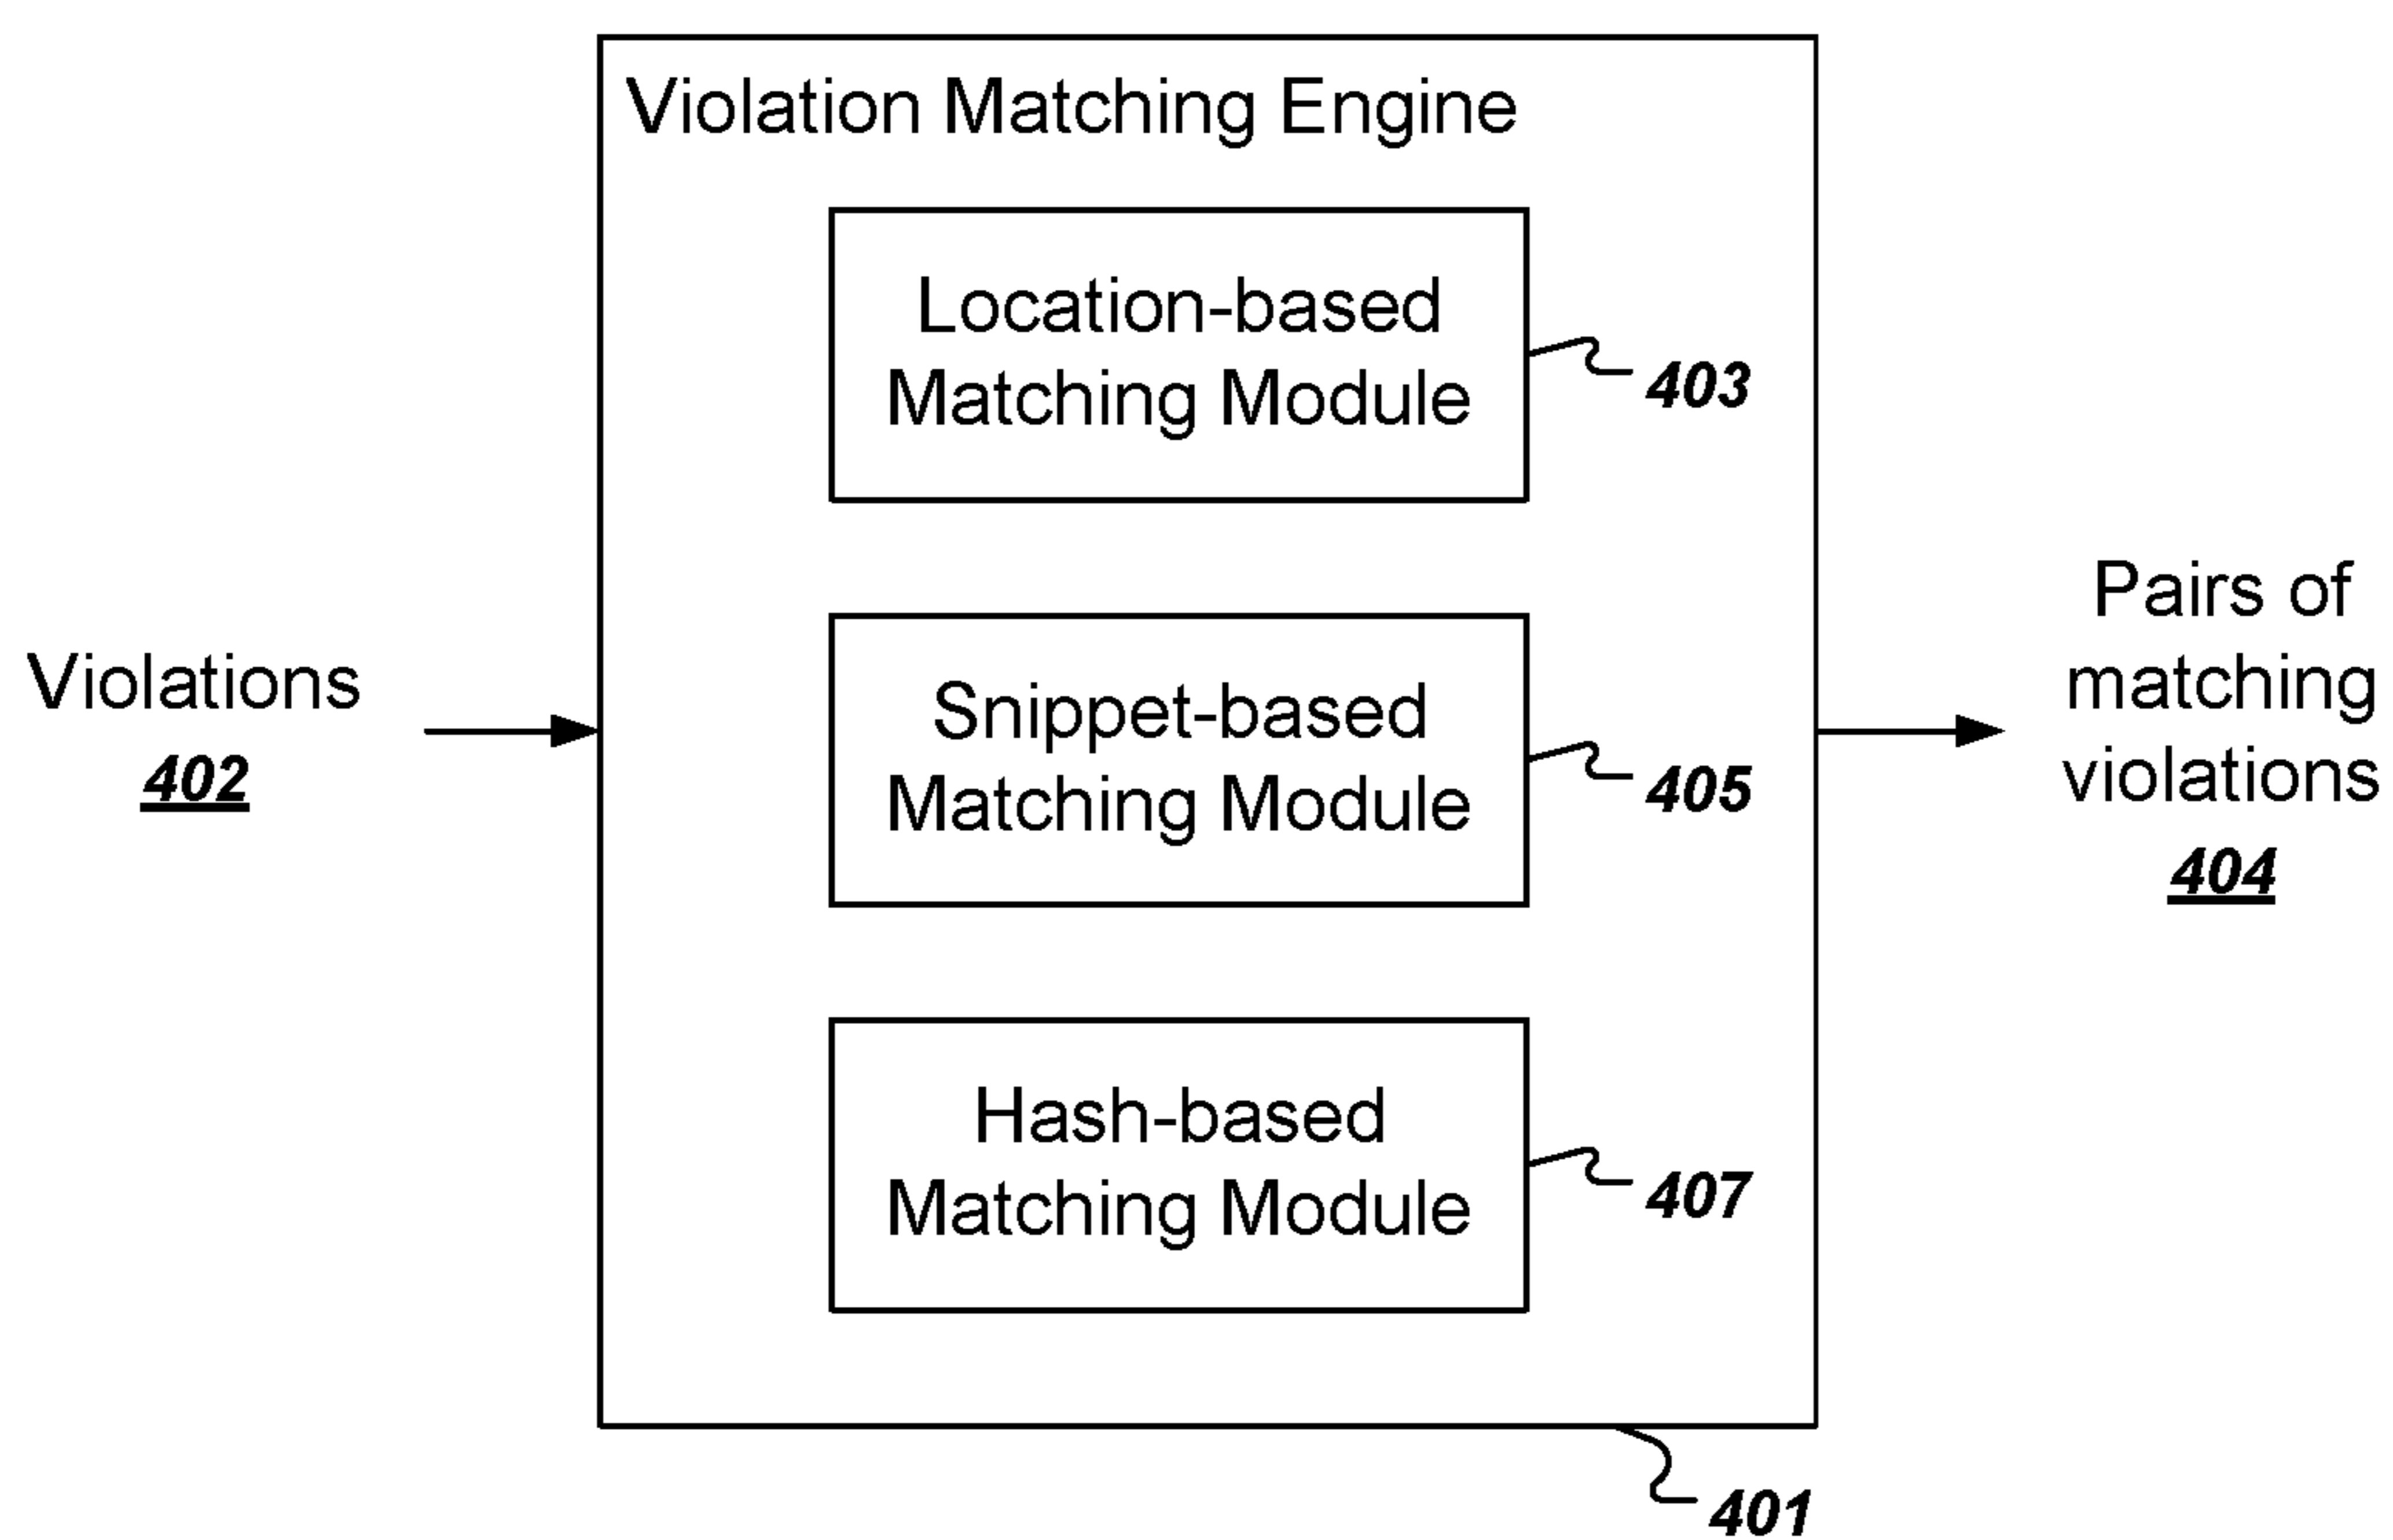 Violation Matching Engine
Location-based
Matching Module
403
Snippet-based
Matching Module
405
Hash-based
Matching Module
407
401
Violations
402
Pairs of
matching
violations
404